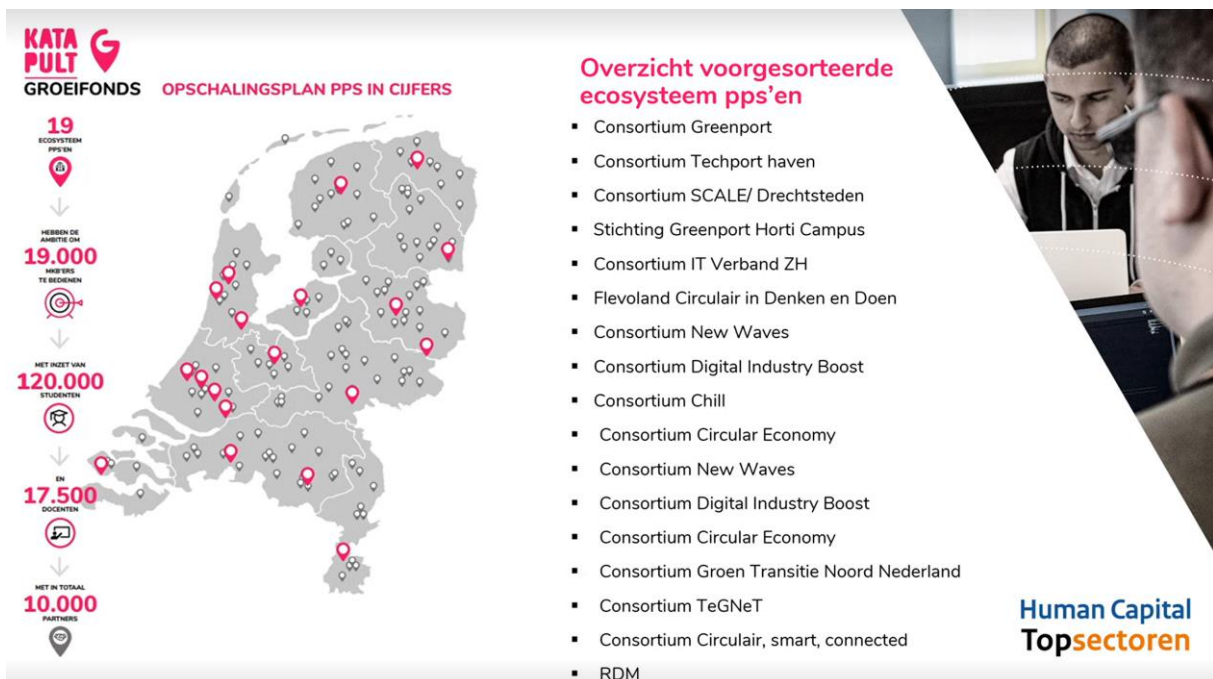 KATA
PULT
GROEIFONDS
OPSCHALINGSPLAN PPS IN CIJFERS
19
ECOSYSTEEM
PPS'EN
HEBBEN DE
AMBITIE OM
19.000
MKB'ERS
TE BEDIENEN
MET INZET VAN
120.000
STUDENTEN
EN
17.500
DOCENTEN
MET IN TOTAAL
10.000
PARTNERS
Overzicht voorgesorteerde
ecosysteem pps'en
▪ Consortium Greenport
▪ Consortium Techport haven
▪ Consortium SCALE/ Drechtsteden
▪ Stichting Greenport Horti Campus
▪ Consortium IT Verband ZH
▪ Flevoland Circulair in Denken en Doen
▪ Consortium New Waves
▪ Consortium Digital Industry Boost
▪ Consortium Chill
▪ Consortium Circular Economy
▪ Consortium New Waves
▪ Consortium Digital Industry Boost
▪ Consortium Circular Economy
▪ Consortium Groen Transitie Noord Nederland
▪ Consortium TeGNeT
▪ Consortium Circulair, smart, connected
▪ RDM
Human Capital
Topsectoren